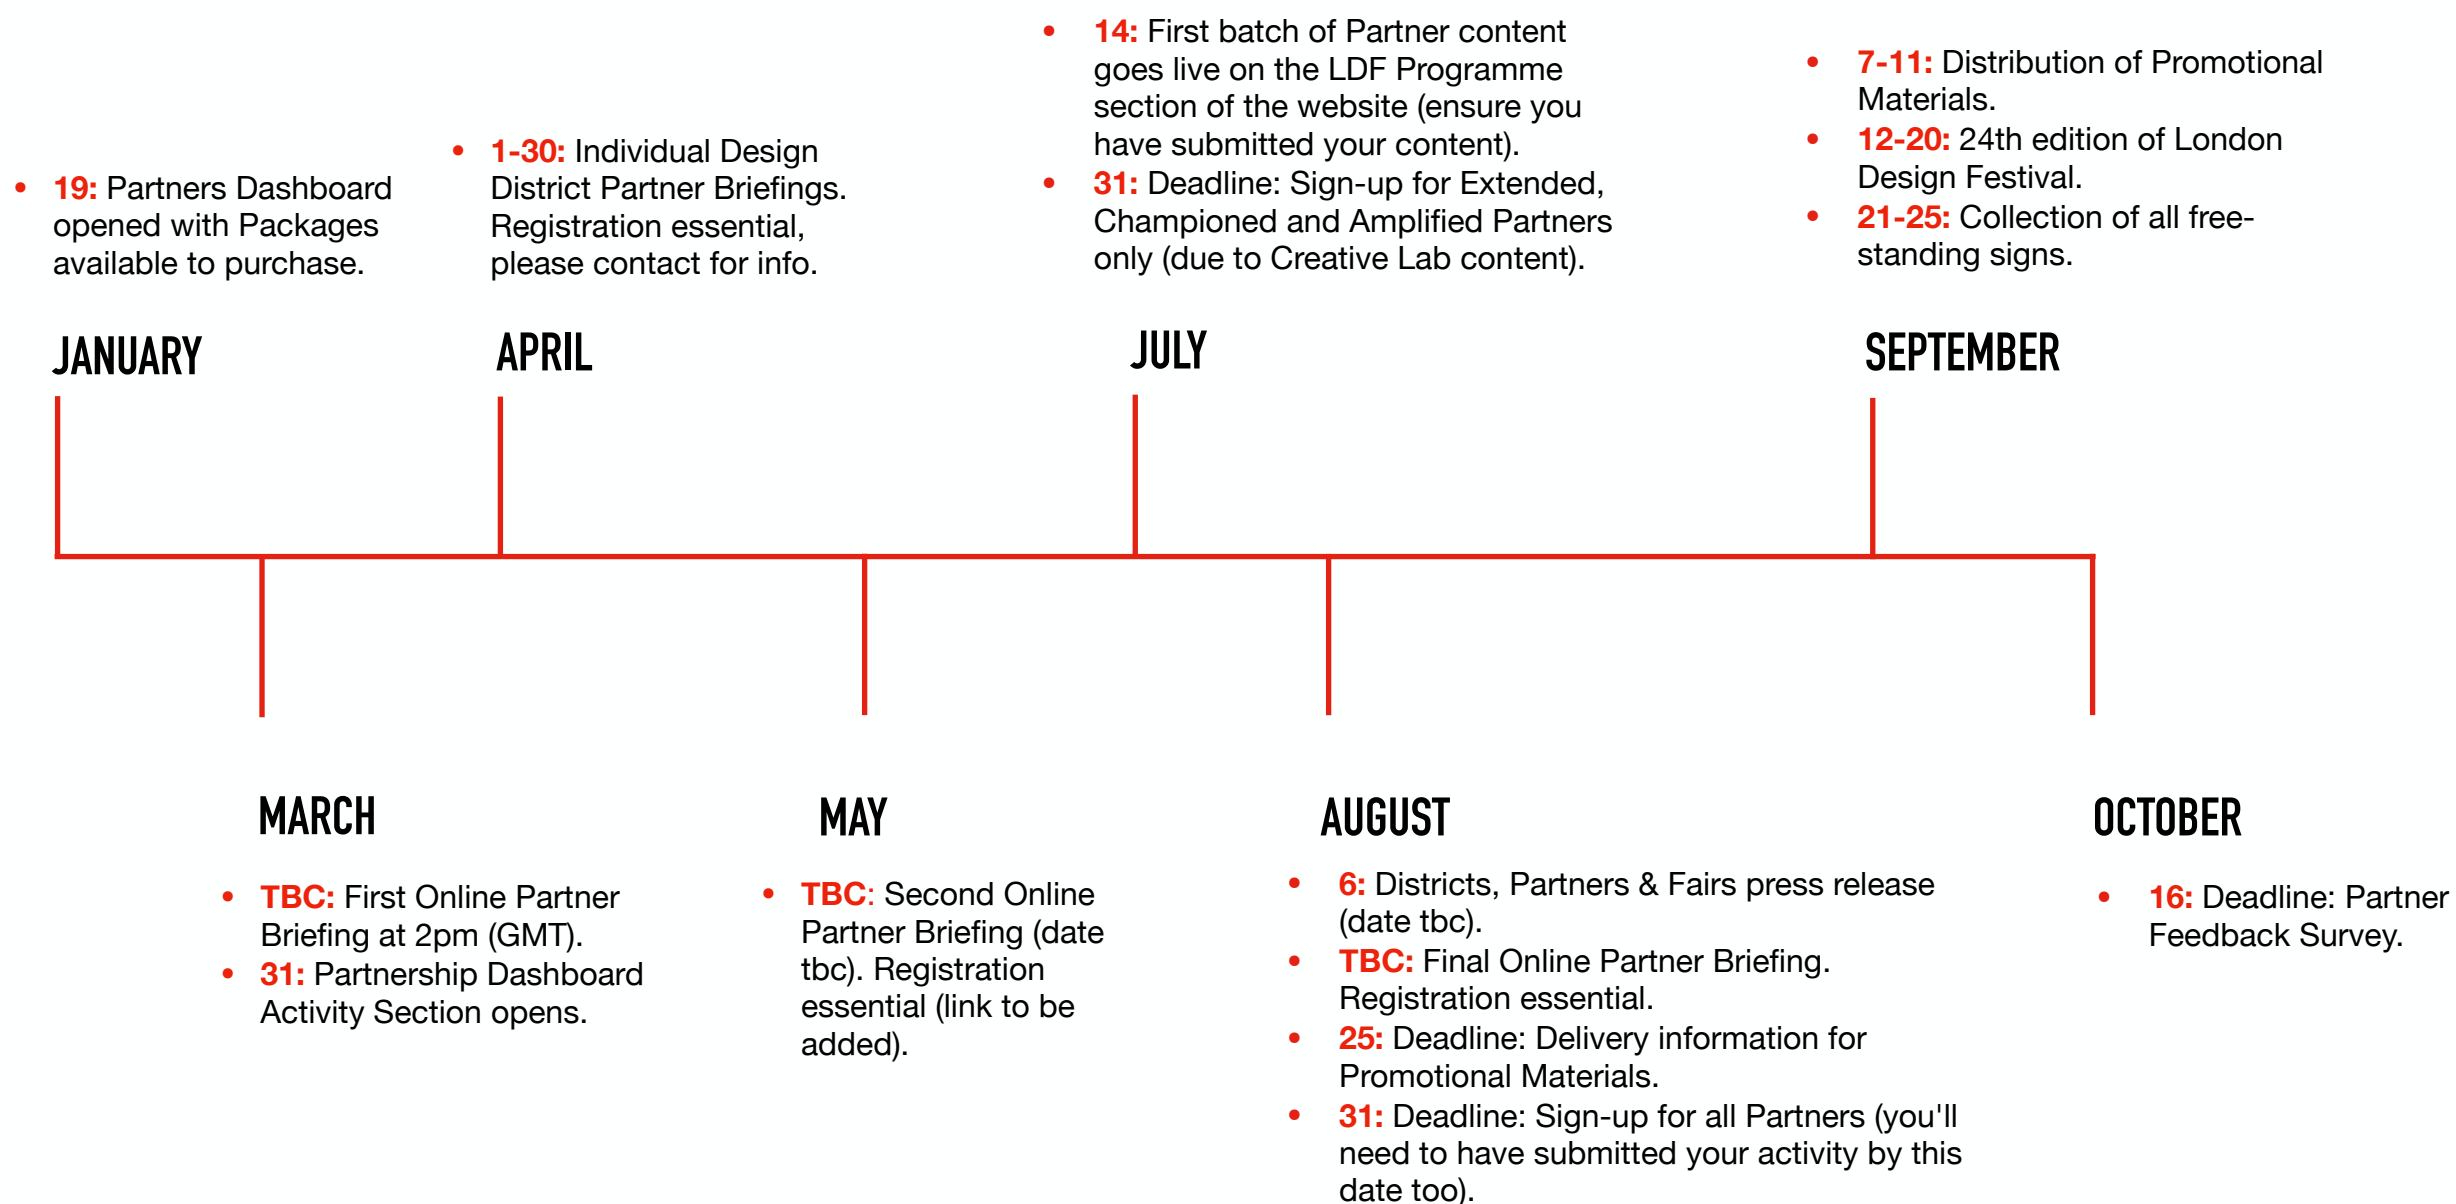 • 19: Partners Dashboard
opened with Packages
available to purchase.
JANUARY
• TBC: First Online Partner
Briefing at 2pm (GMT).
• 31: Partnership Dashboard
Activity Section opens.
MARCH
• 1-30: Individual Design
District Partner Briefings.
Registration essential,
please contact for info.
APRIL
MAY
• TBC: Second Online
Partner Briefing (date
tbc). Registration
essential (link to be
added).
• 14: First batch of Partner content
goes live on the LDF Programme
section of the website (ensure you
have submitted your content).
• 31: Deadline: Sign-up for Extended,
Championed and Amplified Partners
only (due to Creative Lab content).
JULY
AUGUST
• 6: Districts, Partners & Fairs press release
(date tbc).
• TBC: Final Online Partner Briefing.
Registration essential.
• 25: Deadline: Delivery information for
Promotional Materials.
• 31: Deadline: Sign-up for all Partners (you'll
need to have submitted your activity by this
date too).
• 7-11: Distribution of Promotional
Materials.
• 12-20: 24th edition of London
Design Festival.
• 21-25: Collection of all free-
standing signs.
SEPTEMBER
OCTOBER
• 16: Deadline: Partner
Feedback Survey.